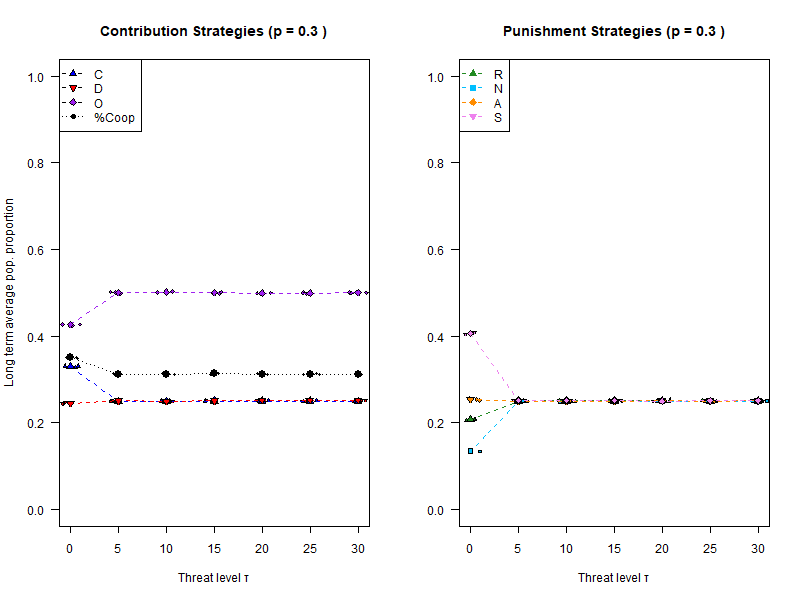 Contribution Strategies (p = 0.3 )
C
D
O
%Coop
Long term average pop. proportion
1.0
0.8
0.6
0.4
0.2
0.0
0 5 10 15 20 25 30
Threat level τ
Punishment Strategies (p = 0.3 )
R
N
A
S
1.0
0.8
0.6
0.4
0.2
0.0
0 5 10 15 20 25 30
Threat level τ